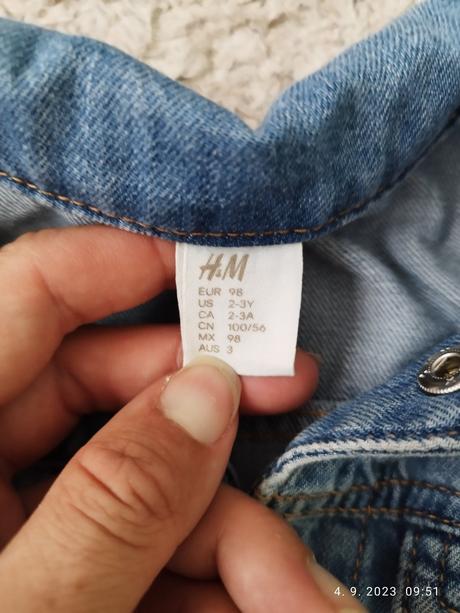 H&M
EUR 98
US 2-3Y
CA 2-3A
CN 100/56
MX 98
AUS 3
4. 9. 2023 09:51